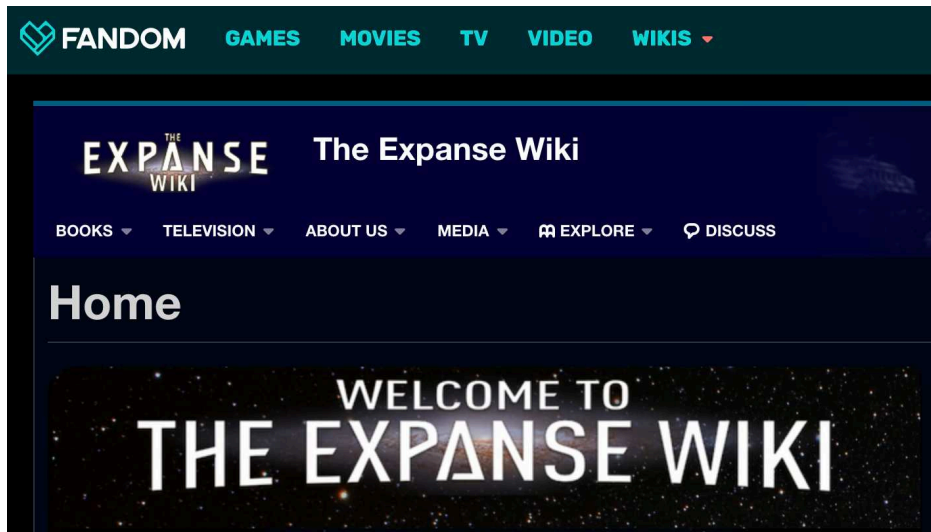 FANDOM GAMES MOVIES TV VIDEO WIKIS
THE
EXPANSE
WIKI
The Expanse Wiki
BOOKS TELEVISION ABOUT US MEDIA EXPLORE DISCUSS
Home
WELCOME TO
THE EXPANSE WIKI